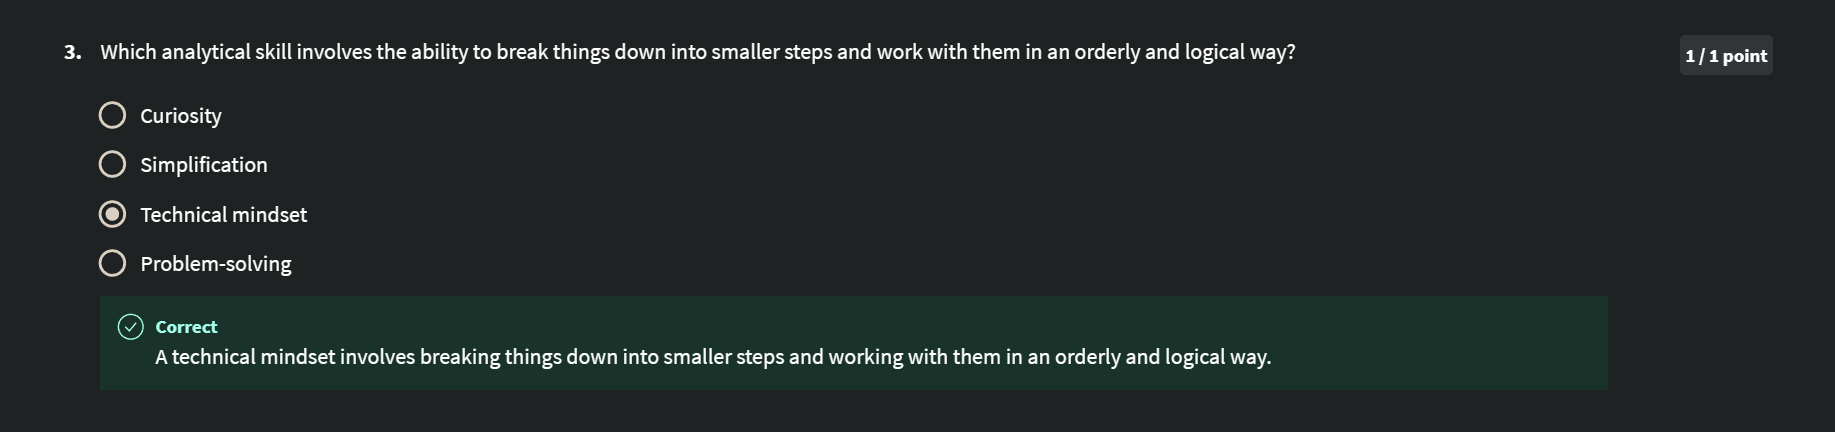 3. Which analytical skill involves the ability to break things down into smaller steps and work with them in an orderly and logical way?
1 / 1 point
Curiosity
Simplification
Technical mindset
Problem-solving
Correct
A technical mindset involves breaking things down into smaller steps and working with them in an orderly and logical way.